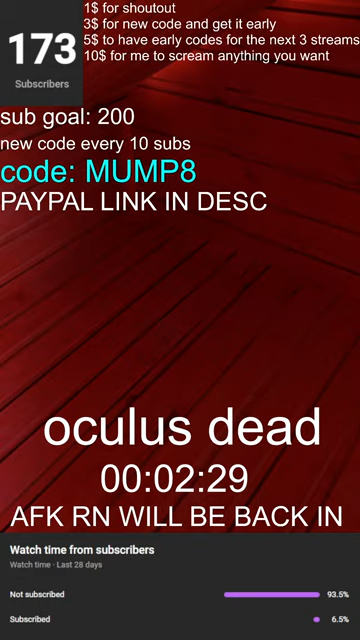 173
Subscribers
1$ for shoutout
3$ for new code and get it early
5$ to have early codes for the next 3 streams
10$ for me to scream anything you want
sub goal: 200
new code every 10 subs
code: MUMP8
PAYPAL LINK IN DESC
oculus dead
00:02:29
AFK RN WILL BE BACK IN
Watch time from subscribers
Watch time · Last 28 days
Not subscribed 93.5%
Subscribed 6.5%